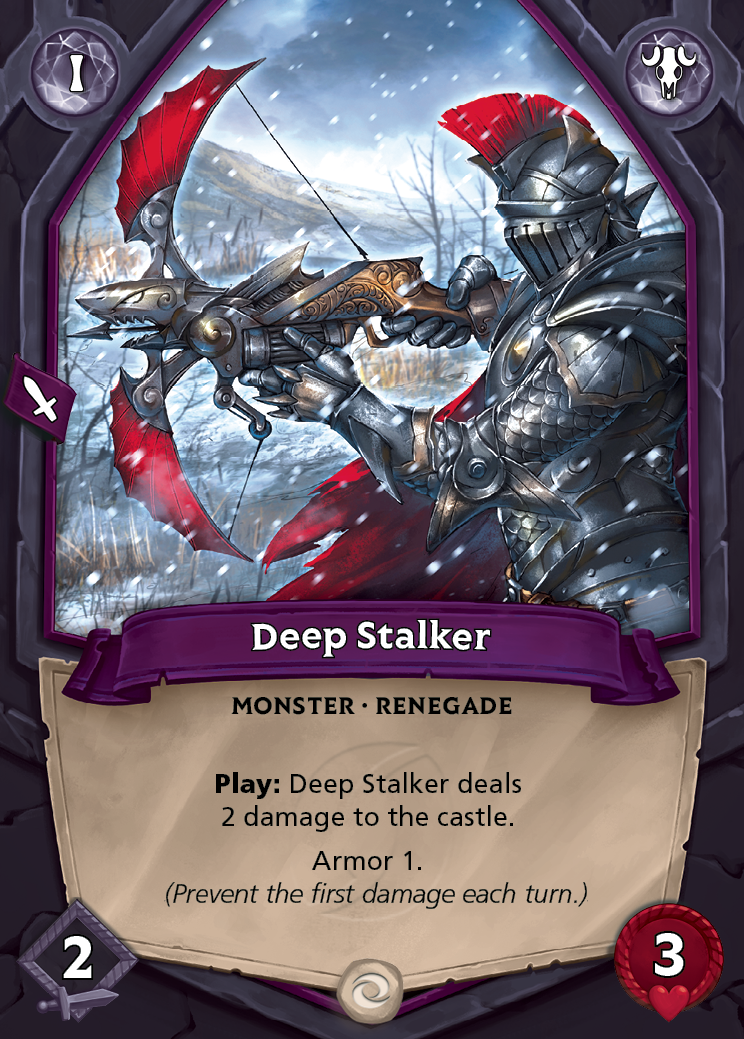 I
Deep Stalker
MONSTER · RENEGADE
Play: Deep Stalker deals
2 damage to the castle.
Armor 1.
(Prevent the first damage each turn.)
2
3